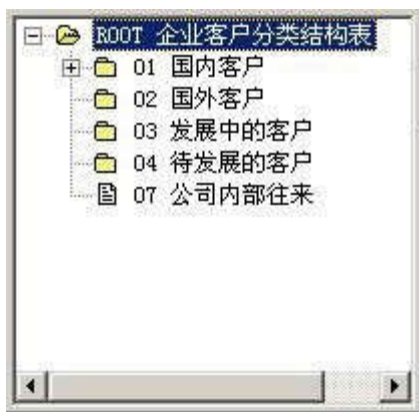 ROOT 企业客户分类结构表
01 国内客户
02 国外客户
03 发展中的客户
04 待发展的客户
07 公司内部往来